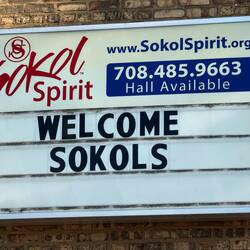 Sokol
Spirit
www.SokolSpirit.org
708.485.9663
Hall Available
WELCOME
SOKOLS